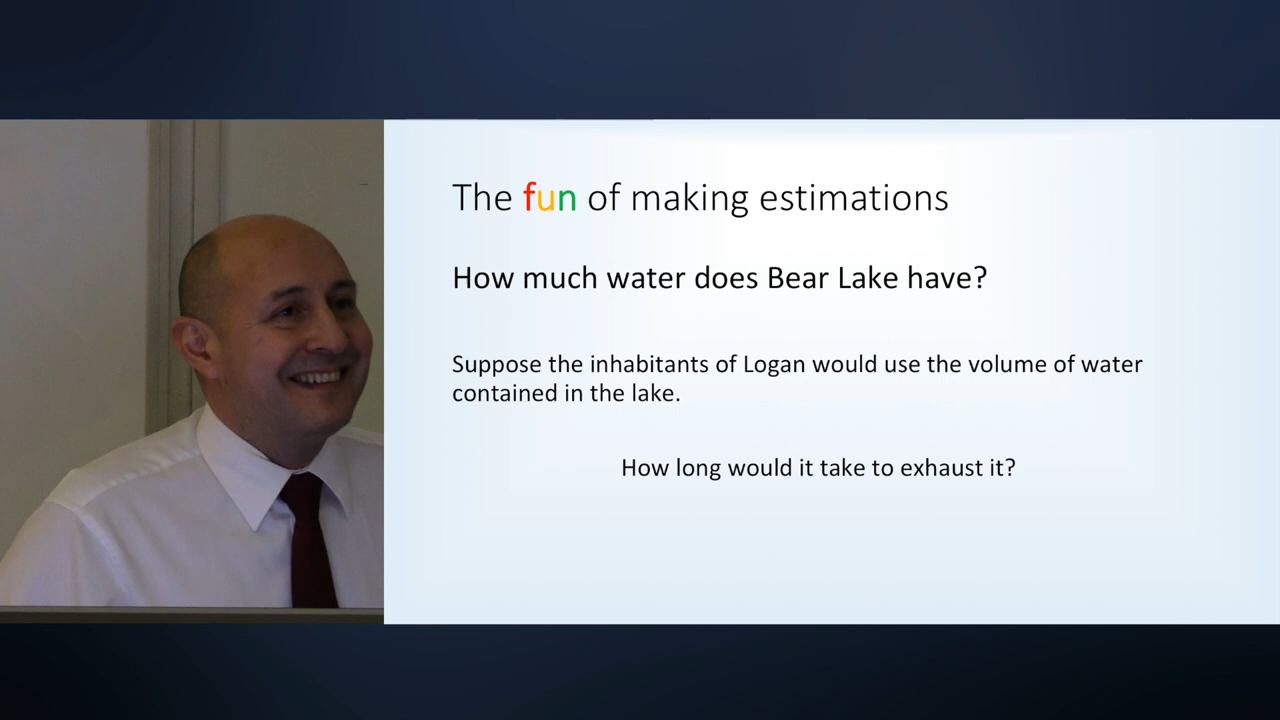 The fun of making estimations
How much water does Bear Lake have?
Suppose the inhabitants of Logan would use the volume of water
contained in the lake.
How long would it take to exhaust it?